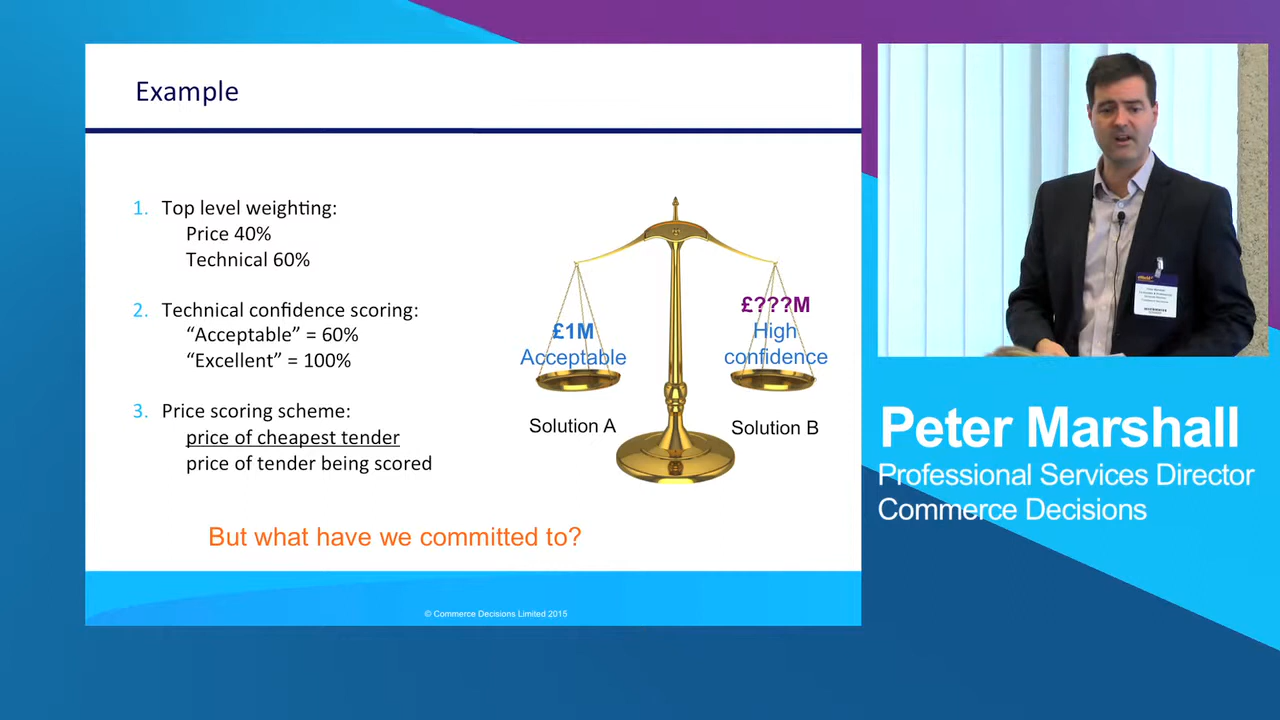 Example
1. Top level weighting:
Price 40%
Technical 60%
2. Technical confidence scoring:
“Acceptable” = 60%
“Excellent” = 100%
3. Price scoring scheme:
price of cheapest tender
price of tender being scored
£1M
Acceptable
Solution A
£???M
High
confidence
Solution B
But what have we committed to?
© Commerce Decisions Limited 2015
Peter Marshall
Professional Services Director
Commerce Decisions